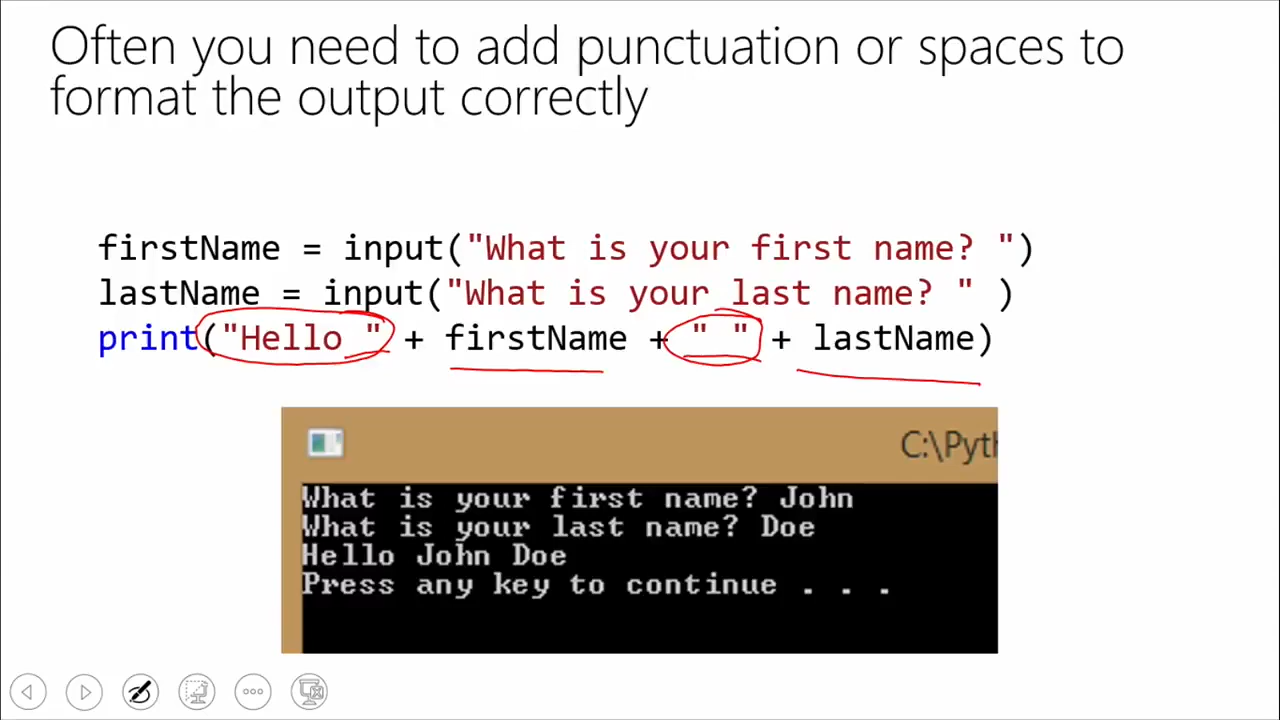 Often you need to add punctuation or spaces to
format the output correctly
firstName = input("What is your first name? ")
lastName = input("What is your last name? " )
print("Hello " + firstName + " " + lastName)
C:\Pyth
What is your first name? John
What is your last name? Doe
Hello John Doe
Press any key to continue . . .